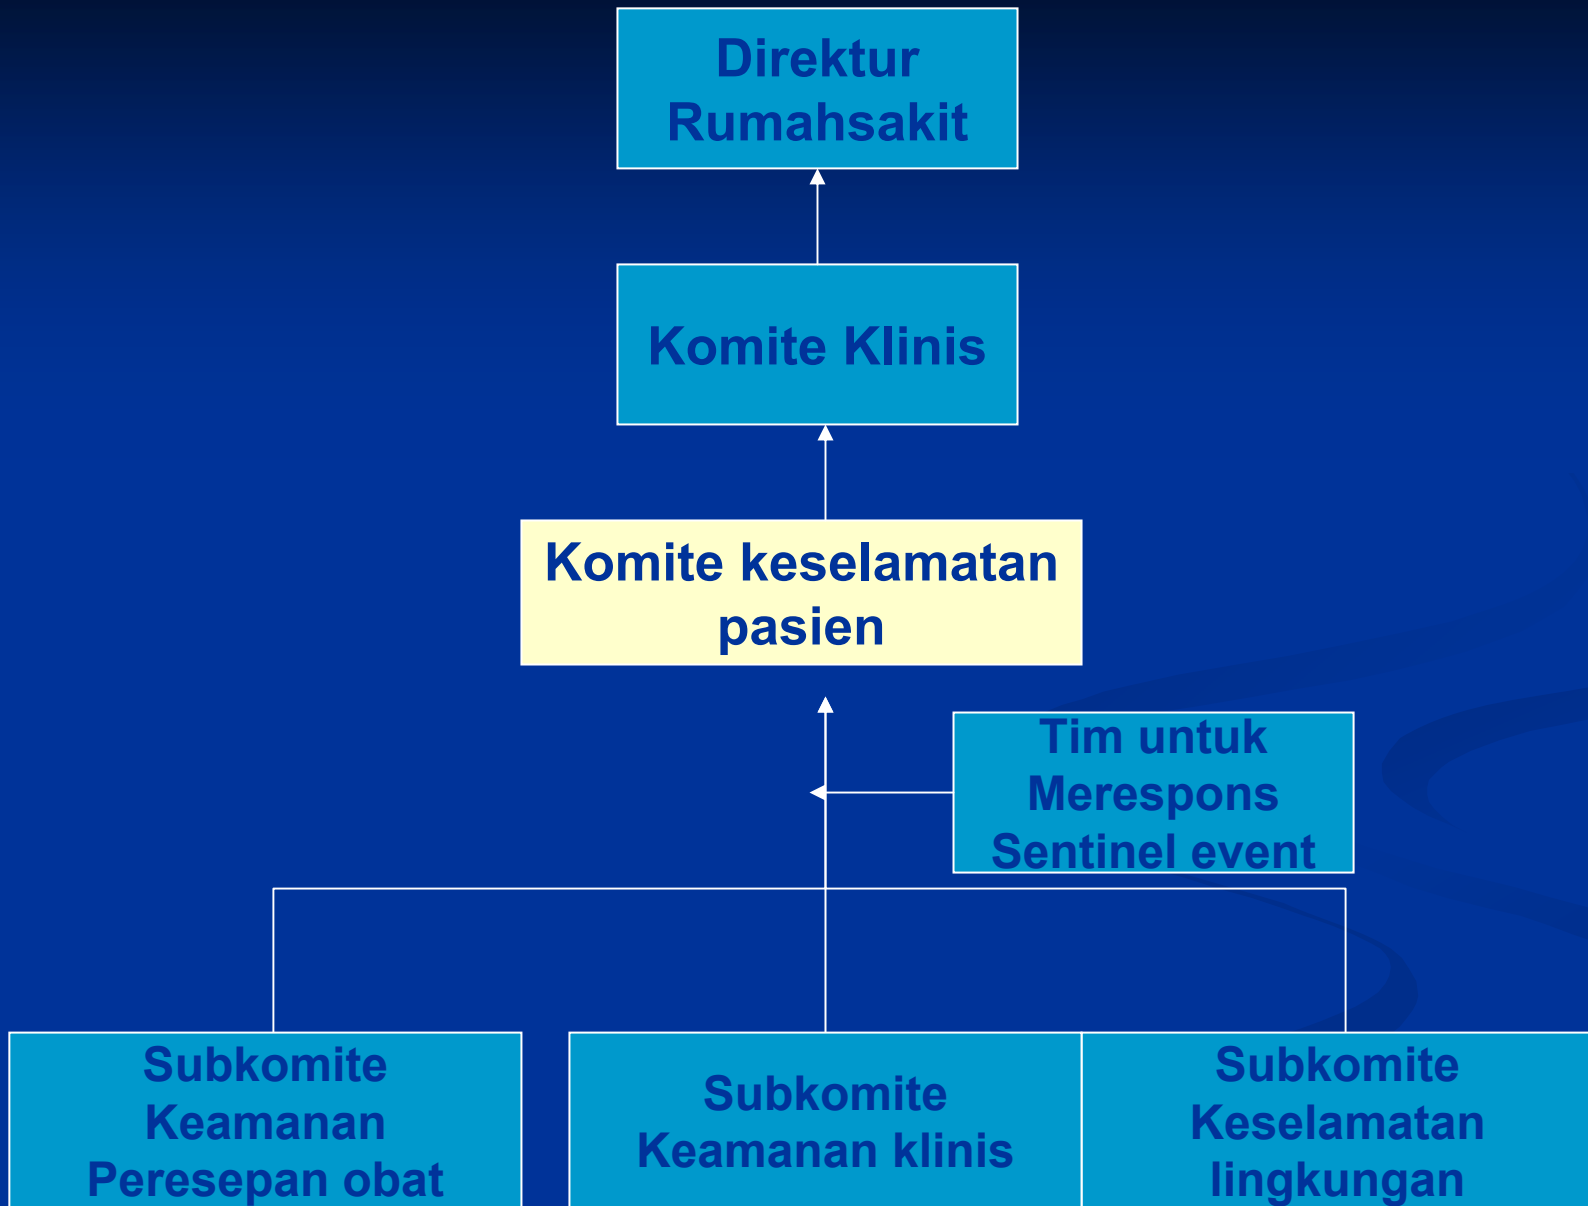 Direktur
Rumahsakit
Komite Klinis
Komite keselamatan
pasien
Tim untuk
Merespons
Sentinel event
Subkomite
Keamanan
Peresepan obat
Subkomite
Keamanan klinis
Subkomite
Keselamatan
lingkungan